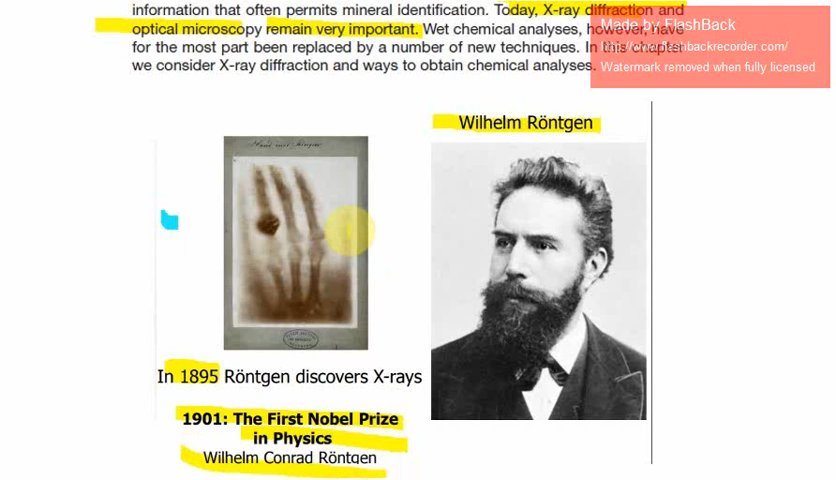 information that often permits mineral identification. Today, X-ray diffraction and
optical microscopy remain very important. Wet chemical analyses, however, have
for the most part been replaced by a number of new techniques. In this chapter
we consider X-ray diffraction and ways to obtain chemical analyses.
Made by FlashBack
Watermark removed when fully licensed
Wilhelm Röntgen
In 1895 Röntgen discovers X-rays
1901: The First Nobel Prize
in Physics
Wilhelm Conrad Röntgen